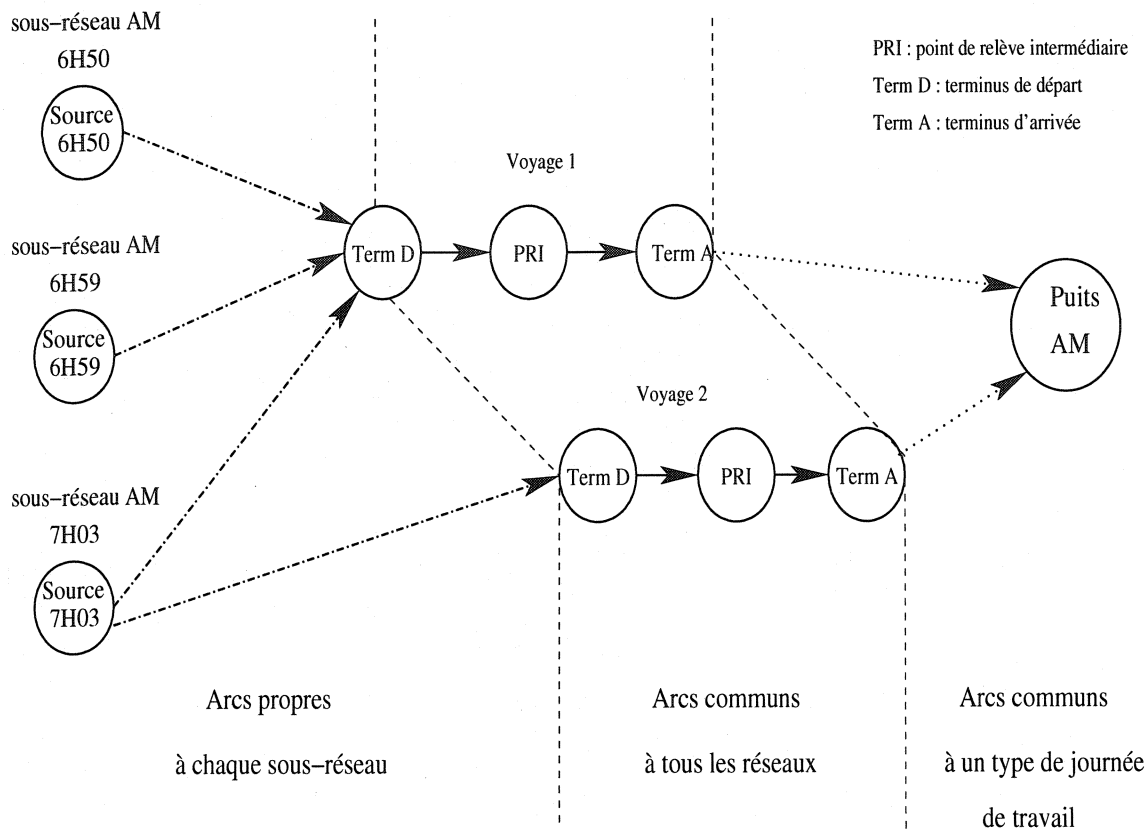 sous-réseau AM
6H50
Source
6H50
PRI : point de relève intermédiaire
Term D : terminus de départ
Term A : terminus d'arrivée
Voyage 1
Term D
PRI
Term A
sous-réseau AM
6H59
Source
6H59
Puits
AM
Voyage 2
Term D
PRI
Term A
sous-réseau AM
7H03
Source
7H03
Arcs propres
à chaque sous-réseau
Arcs communs
à tous les réseaux
Arcs communs
à un type de journée
de travail